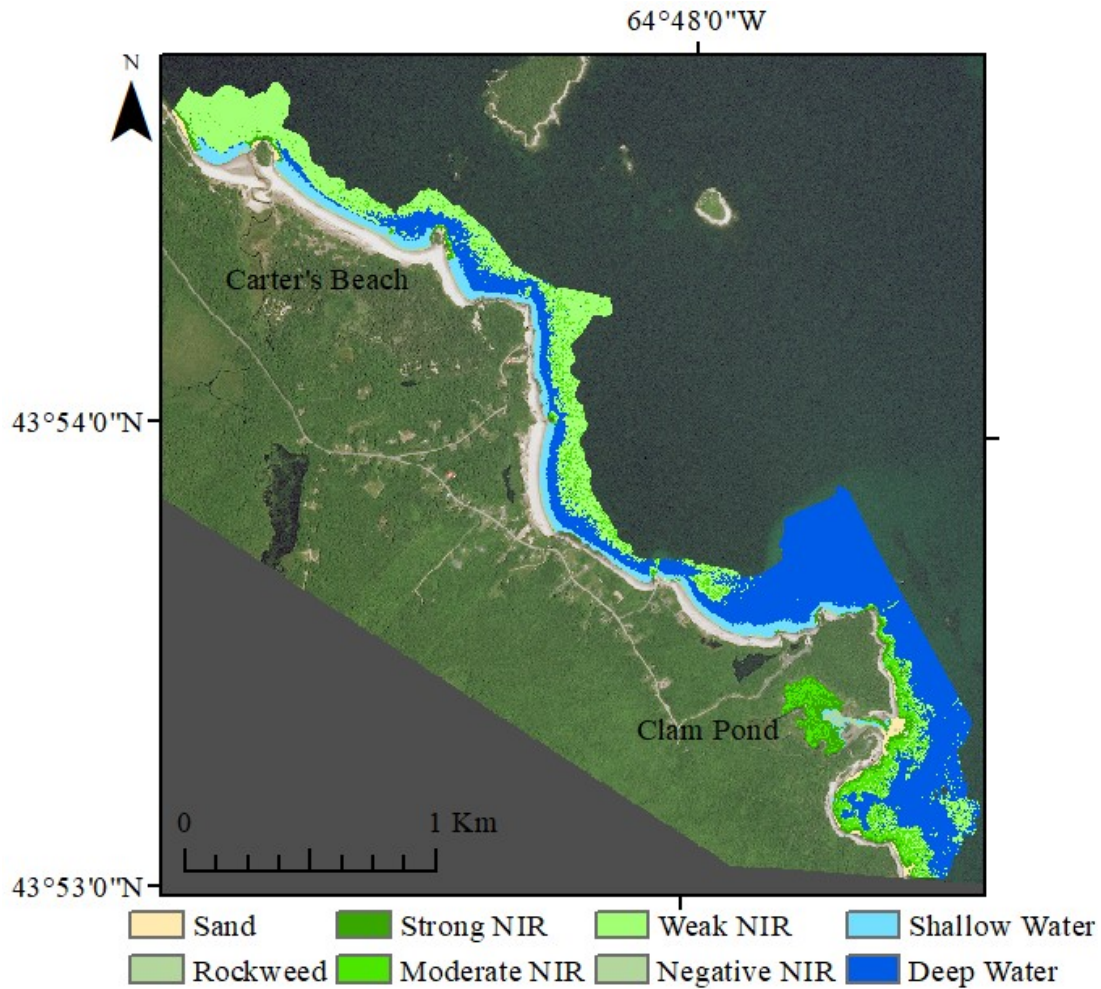 64°48'0"W
N
Carter's Beach
43°54'0"N
Clam Pond
0 1 Km
43°53'0"N
Sand Strong NIR Weak NIR Shallow Water
Rockweed Moderate NIR Negative NIR Deep Water